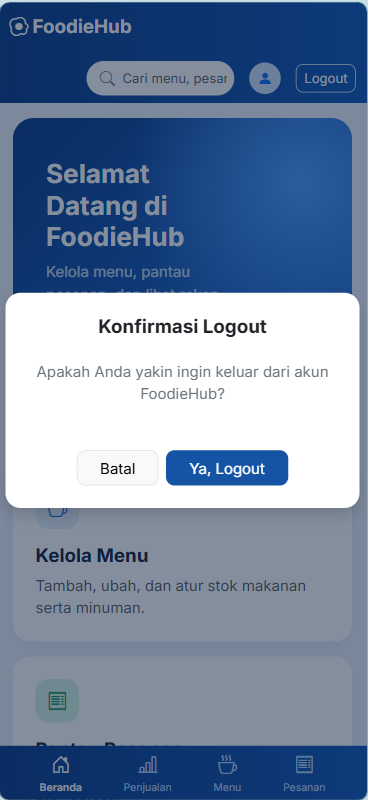 FoodieHub
Cari menu, pesar
Logout
Selamat
Datang di
FoodieHub
Kelola menu, pantau
Konfirmasi Logout
Apakah Anda yakin ingin keluar dari akun
FoodieHub?
Batal
Ya, Logout
Kelola Menu
Tambah, ubah, dan atur stok makanan
serta minuman.
Beranda
Penjualan
Menu
Pesanan